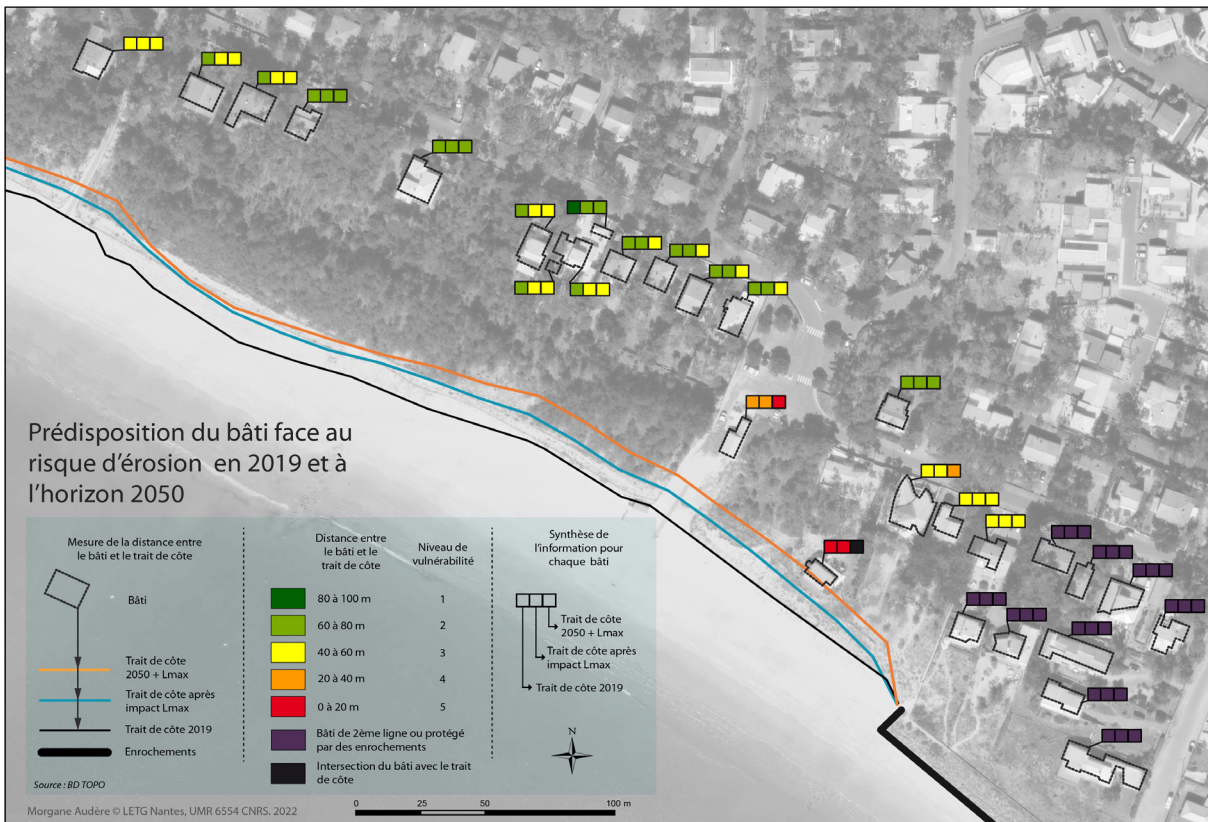 Prédisposition du bâti face au
risque d'érosion en 2019 et à
l'horizon 2050
Mesure de la distance entre
le bâti et le trait de côte
Bâti
Trait de côte
2050 + Lmax
Trait de côte après
impact Lmax
Trait de côte 2019
Enrochements
Source : BD TOPO
Distance entre
le bâti et le
trait de côte
Niveau de
vulnérabilité
80 à 100 m 1
60 à 80 m 2
40 à 60 m 3
20 à 40 m 4
0 à 20 m 5
Bâti de 2ème ligne ou protégé
par des enrochements
Intersection du bâti avec le trait
de côte
Synthèse de
l'information pour
chaque bâti
Trait de côte
2050 + Lmax
Trait de côte après
impact Lmax
Trait de côte 2019
N
Morgane Audère © LETG Nantes, UMR 6554 CNRS. 2022
0 25 50 100 m